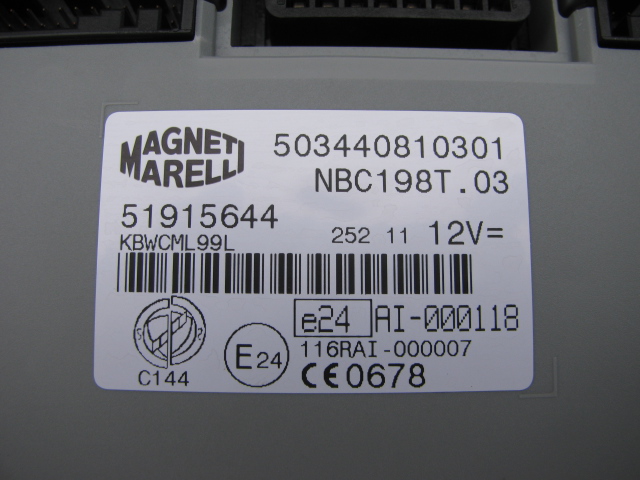 MAGNETI MARELLI
503440810301
NBC198T.03
51915644
KBWCML99L
252 11 12V=
e24 AI-000118
116RAI-000007
E24
C144
CE0678